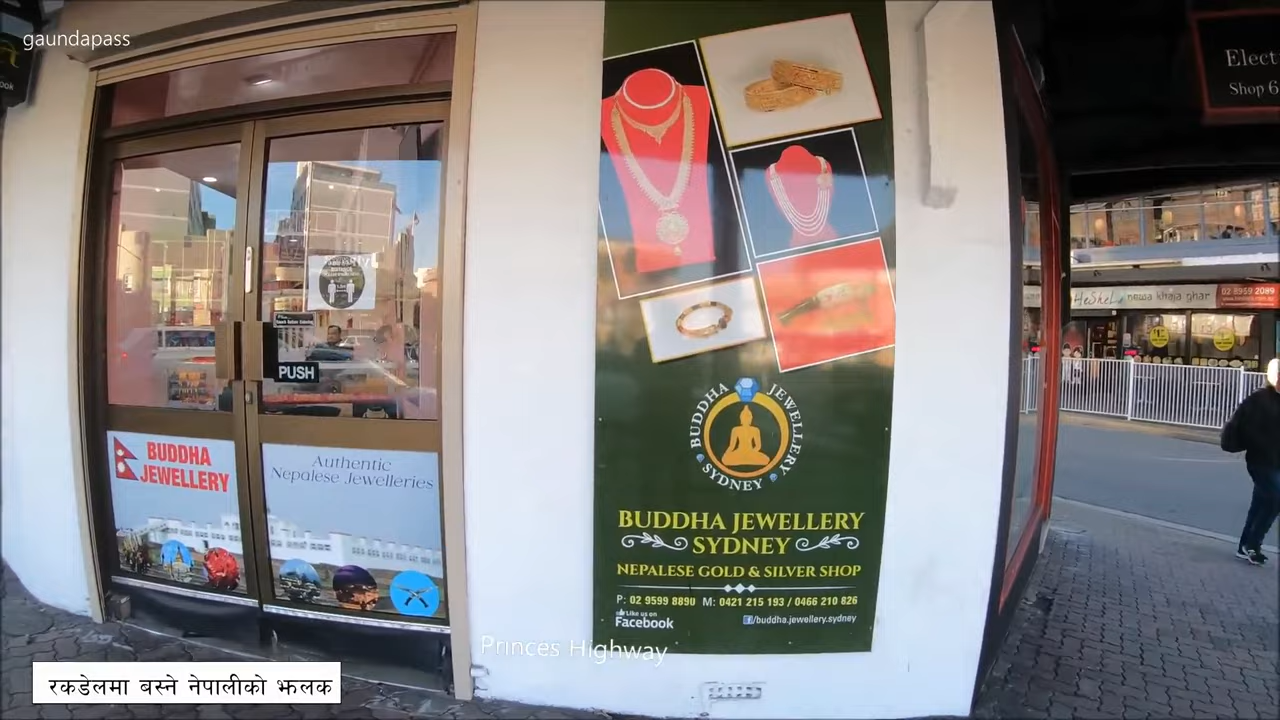 gaundapass
PUSH
BUDDHA
JEWELLERY
Authentic
Nepalese Jewelleries
BUDDHA JEWELLERY
SYDNEY
BUDDHA JEWELLERY
SYDNEY
NEPALESE GOLD & SILVER SHOP
P: 02 9599 8890 M: 0421 215 193 / 0466 210 826
Like us on
Facebook
/buddha.jewellery.sydney
Princes Highway
रकडेलमा बस्ने नेपालीको झलक
Elect
Shop 6
newa khaja ghar
02 8959 2089